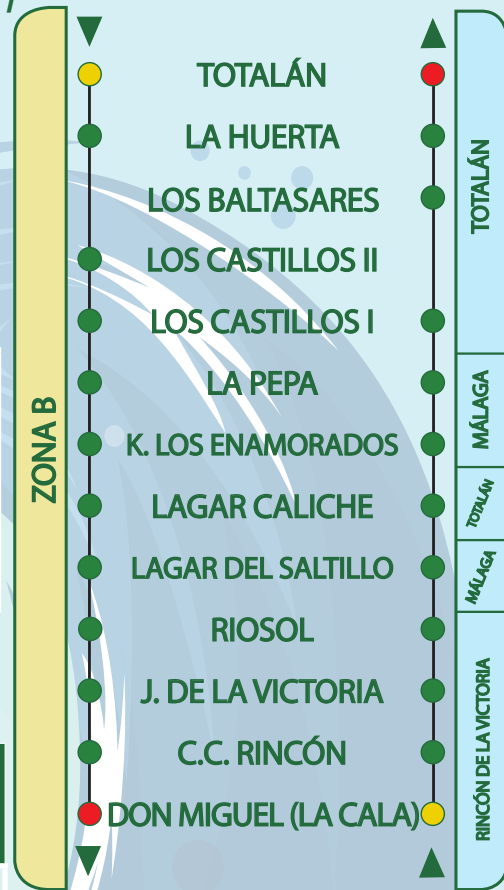 ZONA B
TOTALÁN
LA HUERTA
LOS BALTASARES
LOS CASTILLOS II
LOS CASTILLOS I
LA PEPA
K. LOS ENAMORADOS
LAGAR CALICHE
LAGAR DEL SALTILLO
RIOSOL
J. DE LA VICTORIA
C.C. RINCÓN
DON MIGUEL (LA CALA)
TOTALÁN
MÁLAGA
TOTALÁN
MÁLAGA
RINCÓN DE LA VICTORIA